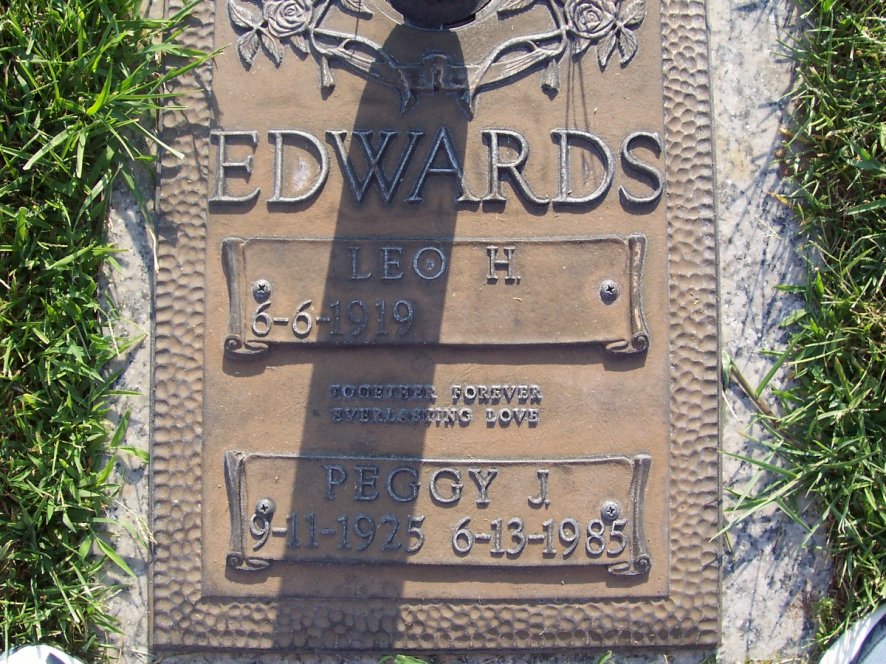 EDWARDS
LEO H.
6-6-1919
TOGETHER FOREVER
EVERLASTING LOVE
PEGGY J.
9-11-1925 6-13-1985